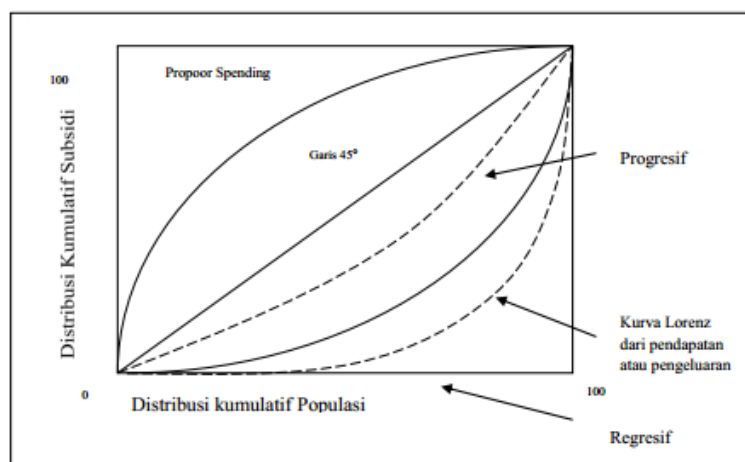 100
Propoor Spending
Garis 45⁰
Distribusi Kumulatif Subsidi
Progresif
Kurva Lorenz
dari pendapatan
atau pengeluaran
0
Distribusi kumulatif Populasi
100
Regresif